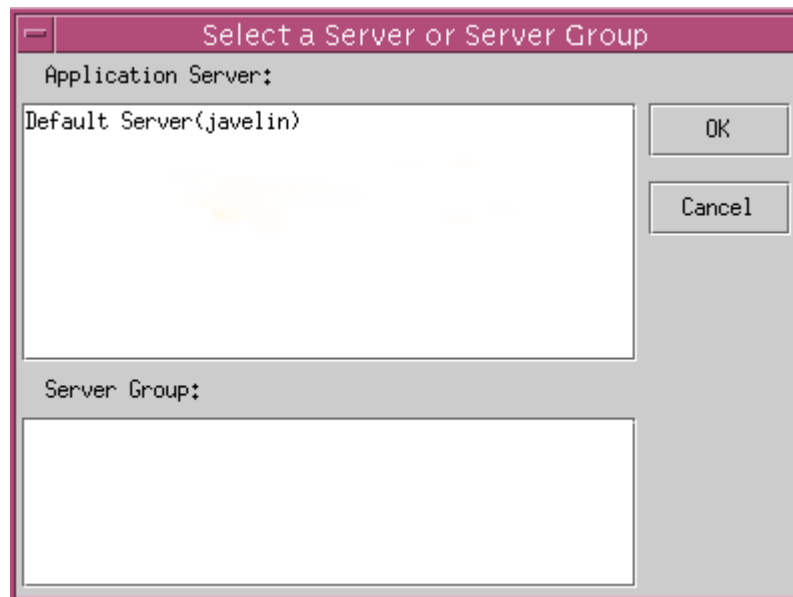 Select a Server or Server Group
Application Server:
Default Server(javelin)
OK
Cancel
Server Group: